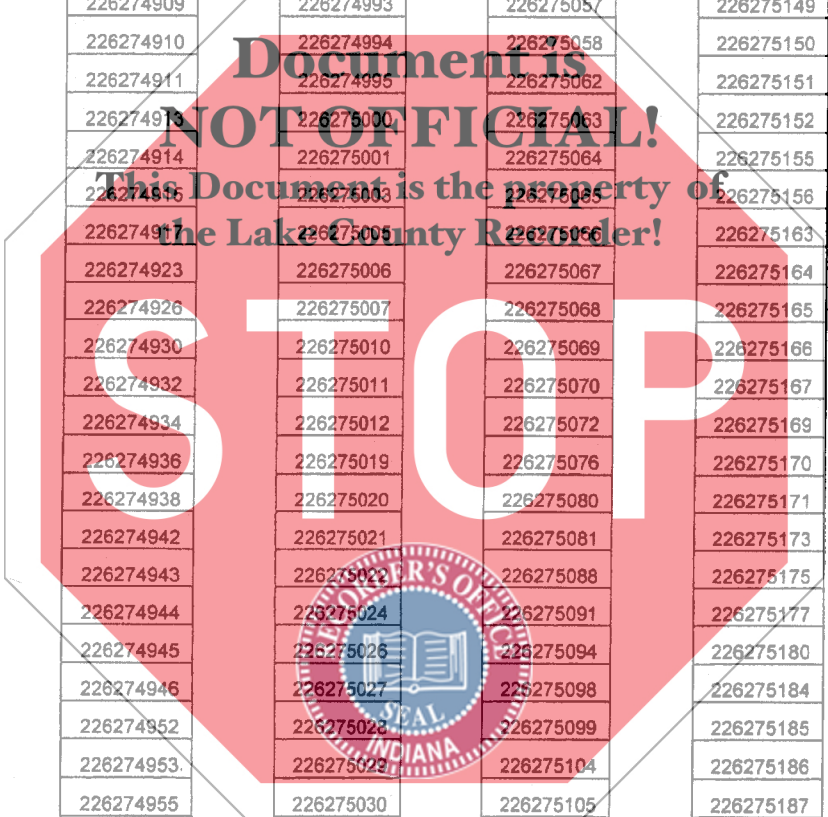 226274909 226274993 226275057 226275149
226274910 226274994 226275058 226275150
Document is
226274911 226274995 226275062 226275151
226274913 226275000 226275063 226275152
NOT OFFICIAL!
226274914 226275001 226275064 226275155
This Document is the property of
226274916 226275003 226275065 226275156
the Lake County Recorder!
226274917 226275005 226275066 226275163
226274923 226275006 226275067 226275164
226274926 226275007 226275068 226275165
STOP
226274930 226275010 226275069 226275166
226274932 226275011 226275070 226275167
226274934 226275012 226275072 226275169
226274936 226275019 226275076 226275170
226274938 226275020 226275080 226275171
226274942 226275021 226275081 226275173
226274943 226275022 226275088 226275175
RECORDER'S OFFICE
226274944 226275024 226275091 226275177
226274945 226275026 226275094 226275180
226274946 226275027 226275098 226275184
SEAL
226274952 226275028 226275099 226275185
INDIANA
226274953 226275029 226275104 226275186
226274955 226275030 226275105 226275187